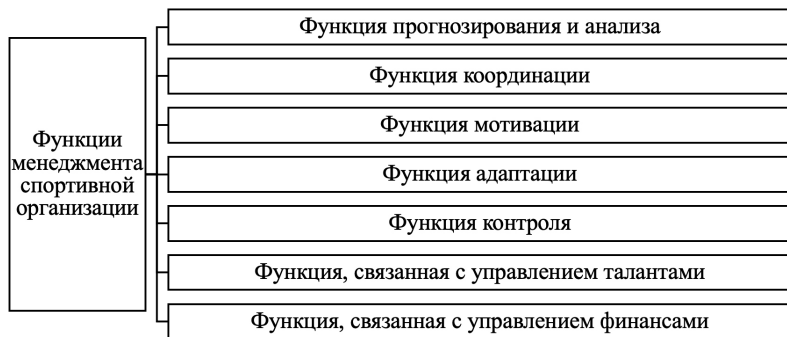 Функция прогнозирования и анализа
Функция координации
Функция мотивации
Функции
менеджмента
спортивной
организации
Функция адаптации
Функция контроля
Функция, связанная с управлением талантами
Функция, связанная с управлением финансами